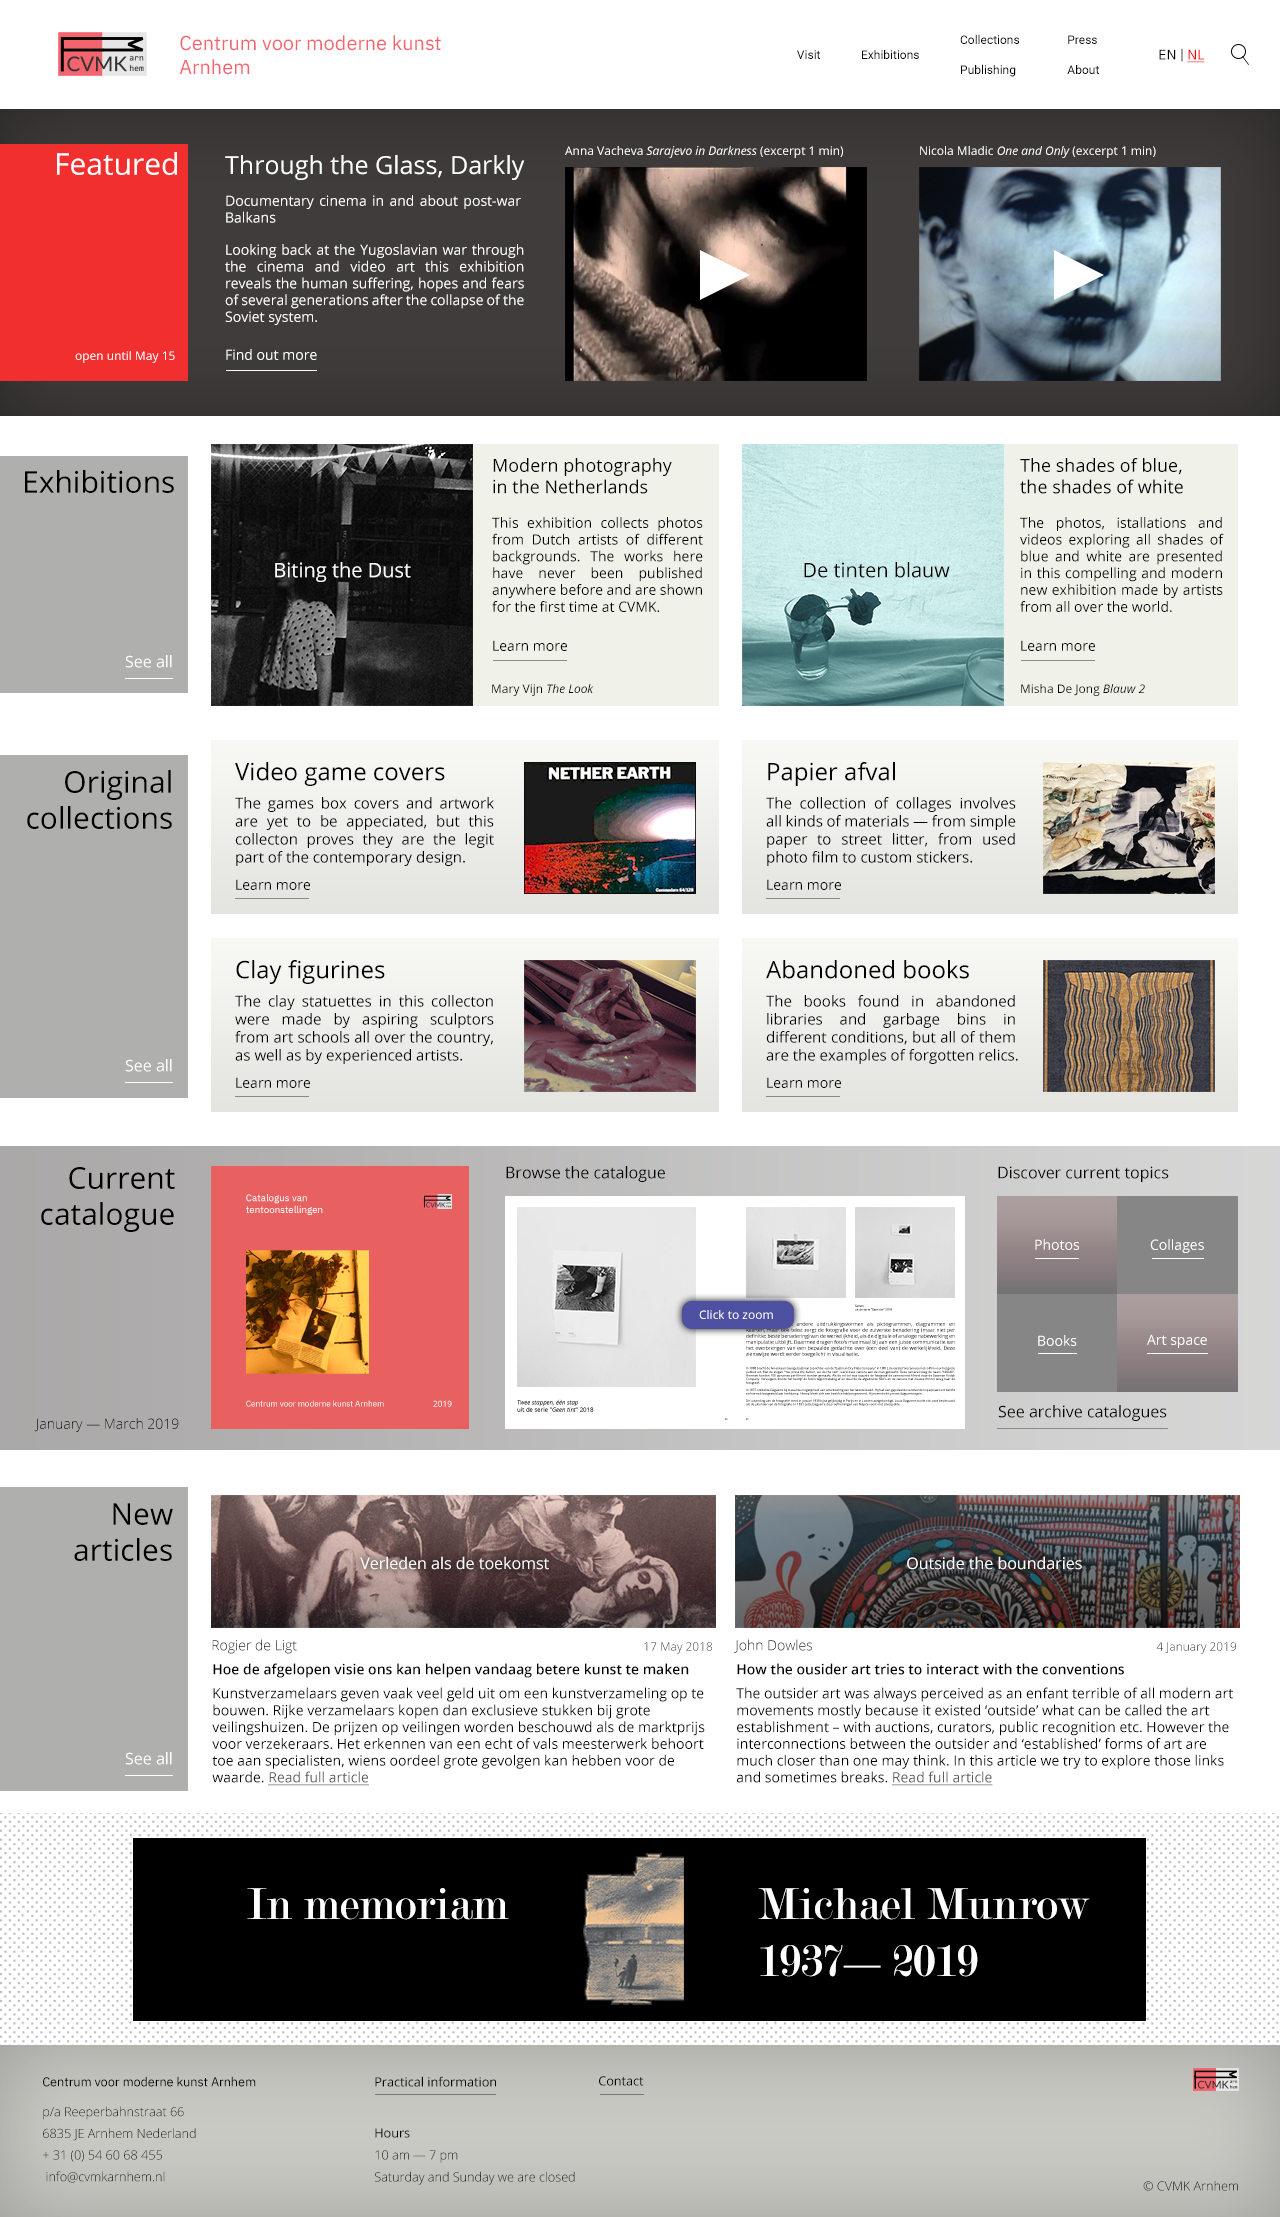 CVMK arn
hem
Centrum voor moderne kunst
Arnhem
Visit
Exhibitions
Collections
Publishing
Press
About
EN | NL
Featured
open until May 15
Through the Glass, Darkly
Documentary cinema in and about post-war
Balkans
Looking back at the Yugoslavian war through
the cinema and video art this exhibition
reveals the human suffering, hopes and fears
of several generations after the collapse of the
Soviet system.
Find out more
Anna Vacheva Sarajevo in Darkness (excerpt 1 min)
Nicola Mladic One and Only (excerpt 1 min)
Exhibitions
See all
Biting the Dust
Modern photography
in the Netherlands
This exhibition collects photos
from Dutch artists of different
backgrounds. The works here
have never been published
anywhere before and are shown
for the first time at CVMK.
Learn more
Mary Vijn The Look
De tinten blauw
The shades of blue,
the shades of white
The photos, istallations and
videos exploring all shades of
blue and white are presented
in this compelling and modern
new exhibition made by artists
from all over the world.
Learn more
Misha De Jong Blauw 2
Original
collections
See all
Video game covers
The games box covers and artwork
are yet to be appeciated, but this
collecton proves they are the legit
part of the contemporary design.
Learn more
NETHER EARTH
Commodore 64/128
Papier afval
The collection of collages involves
all kinds of materials — from simple
paper to street litter, from used
photo film to custom stickers.
Learn more
Clay figurines
The clay statuettes in this collecton
were made by aspiring sculptors
from art schools all over the country,
as well as by experienced artists.
Learn more
Abandoned books
The books found in abandoned
libraries and garbage bins in
different conditions, but all of them
are the examples of forgotten relics.
Learn more
Current
catalogue
January — March 2019
Catalogus van
tentoonstellingen
CVMK
Centrum voor moderne kunst Arnhem
2019
Browse the catalogue
Click to zoom
Twee stappen, één stap
uit de serie "Geen tint" 2018
Discover current topics
Photos
Collages
Books
Art space
See archive catalogues
New
articles
See all
Verleden als de toekomst
Rogier de Ligt
17 May 2018
Hoe de afgelopen visie ons kan helpen vandaag betere kunst te maken
Kunstverzamelaars geven vaak veel geld uit om een kunstverzameling op te
bouwen. Rijke verzamelaars kopen dan exclusieve stukken bij grote
veilingshuizen. De prijzen op veilingen worden beschouwd als de marktprijs
voor verzekeraars. Het erkennen van een echt of vals meesterwerk behoort
toe aan specialisten, wiens oordeel grote gevolgen kan hebben voor de
waarde. Read full article
Outside the boundaries
John Dowles
4 January 2019
How the ousider art tries to interact with the conventions
The outsider art was always perceived as an enfant terrible of all modern art
movements mostly because it existed ‘outside’ what can be called the art
establishment – with auctions, curators, public recognition etc. However the
interconnections between the outsider and ‘established’ forms of art are
much closer than one may think. In this article we try to explore those links
and sometimes breaks. Read full article
In memoriam
Michael Munrow
1937— 2019
Centrum voor moderne kunst Arnhem
p/a Reeperbahnstraat 66
6835 JE Arnhem Nederland
+ 31 (0) 54 60 68 455
info@cvmkarnhem.nl
Practical information
Hours
10 am — 7 pm
Saturday and Sunday we are closed
Contact
CVMK arn
hem
© CVMK Arnhem